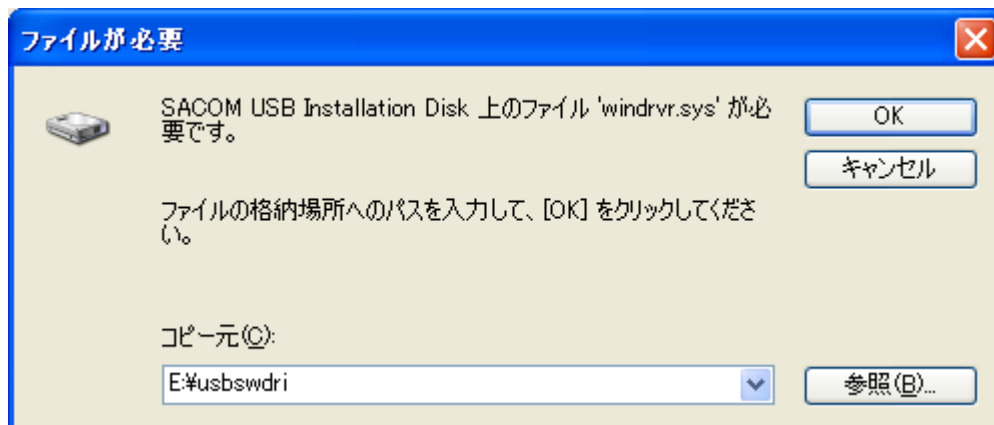 ファイルが必要
SACOM USB Installation Disk 上のファイル 'windrvr.sys' が必
要です。
OK
キャンセル
ファイルの格納場所へのパスを入力して、[OK] をクリックしてくださ
い。
コピー元(C):
E:¥usbswdri
参照(B)...